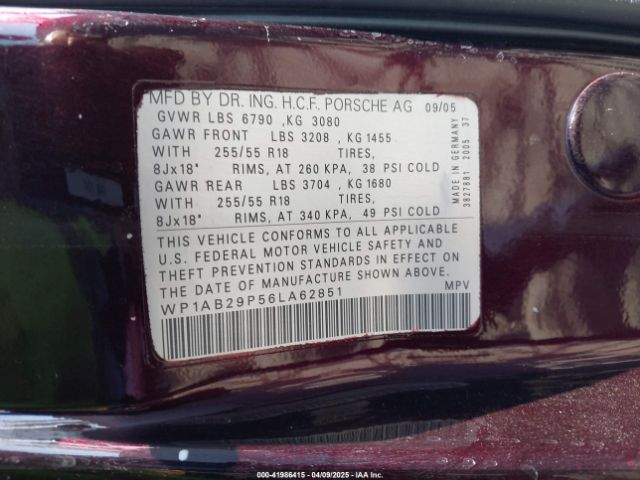 MFD BY DR. ING. H.C.F. PORSCHE AG 09/05
GVWR LBS 6790 , KG 3080
GAWR FRONT LBS 3208 , KG 1455
WITH 255/55 R18 TIRES,
8Jx18" RIMS, AT 260 KPA, 38 PSI COLD
GAWR REAR LBS 3704 , KG 1680
WITH 255/55 R18 TIRES,
8Jx18" RIMS, AT 340 KPA, 49 PSI COLD
THIS VEHICLE CONFORMS TO ALL APPLICABLE
U.S. FEDERAL MOTOR VEHICLE SAFETY AND
THEFT PREVENTION STANDARDS IN EFFECT ON
THE DATE OF MANUFACTURE SHOWN ABOVE.
WP1AB29P56LA62851 MPV
MADE IN GERMANY
3827881 2005 37
000-41986415 - 04/09/2025 - IAAI.COM